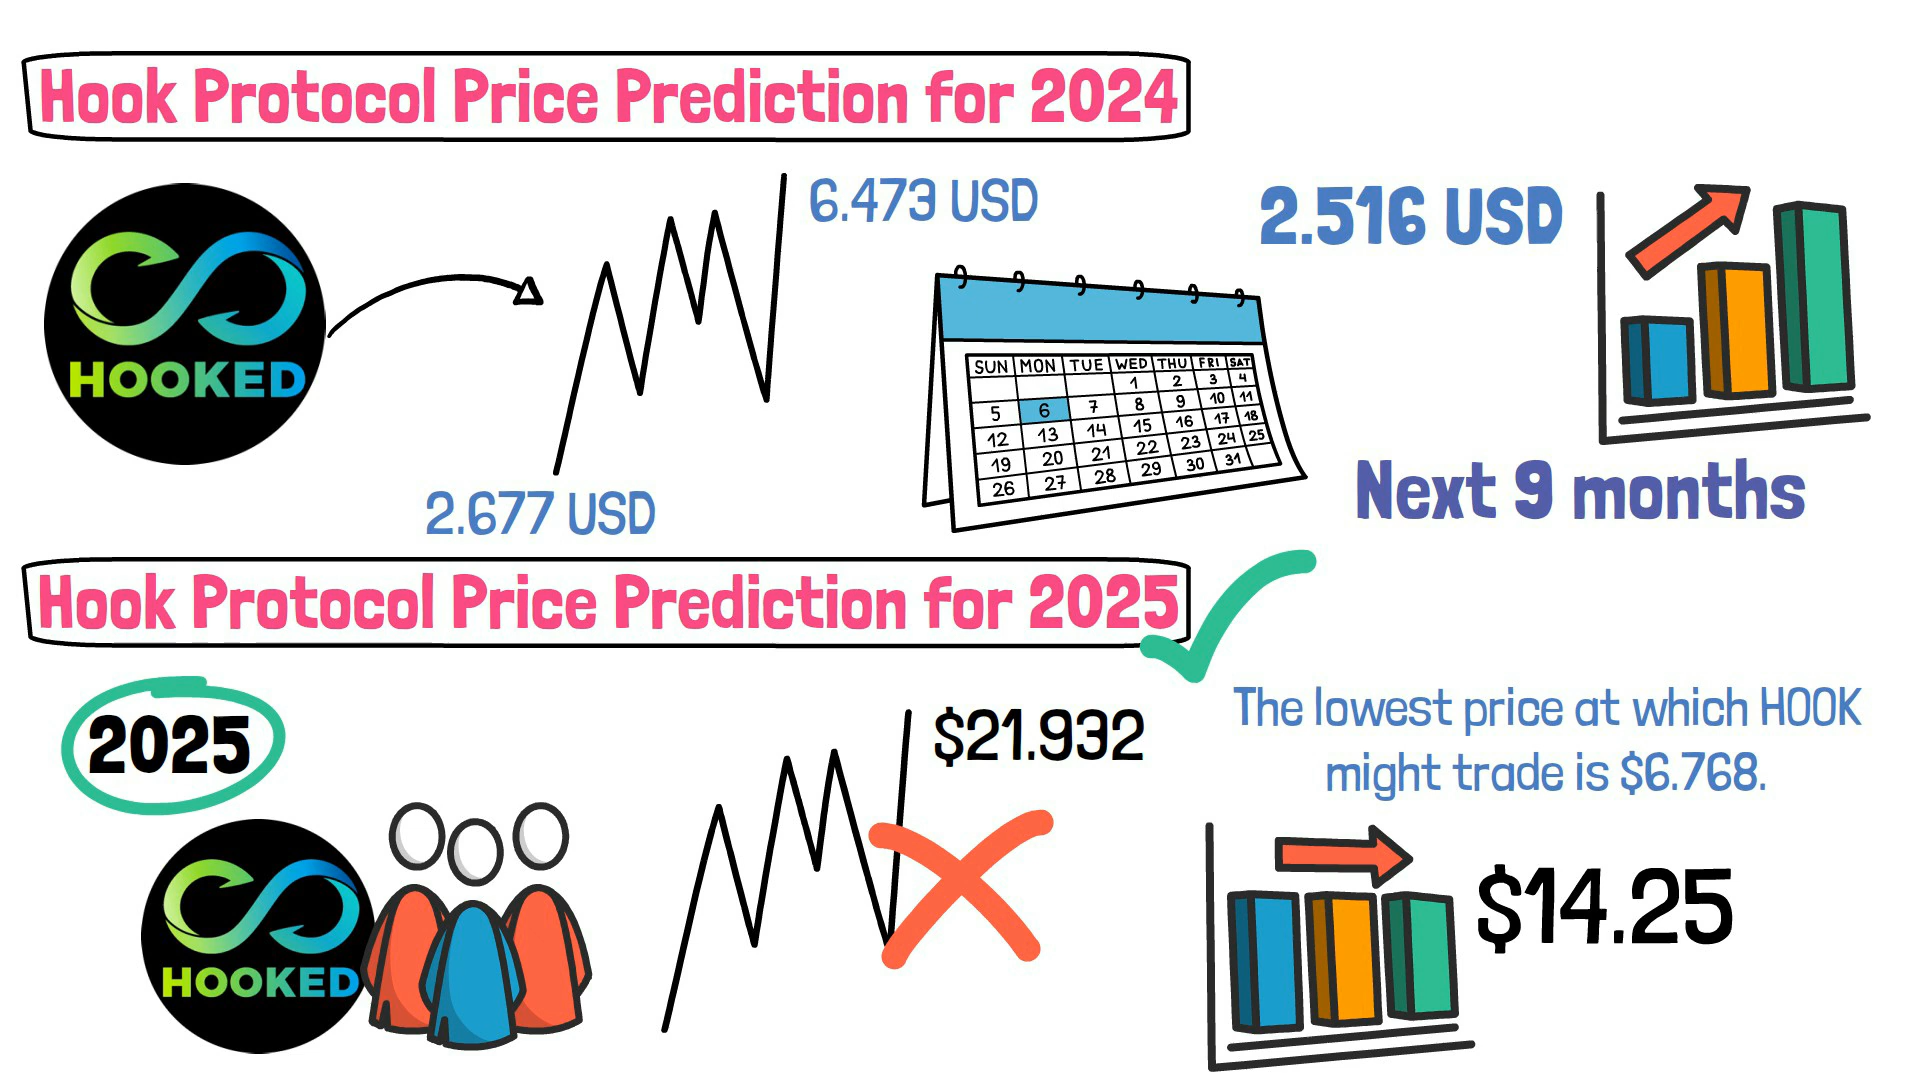 Hook Protocol Price Prediction for 2024
HOOKED
6.473 USD
2.677 USD
2.516 USD
SUN MON TUE WED THU FRI SAT
1 2 3 4
5 6 7 8 9 10 11
12 13 14 15 16 17 18
19 20 21 22 23 24 25
26 27 28 29 30 31
Next 9 months
Hook Protocol Price Prediction for 2025
2025
HOOKED
$21.932
The lowest price at which HOOK
might trade is $6.768.
$14.25